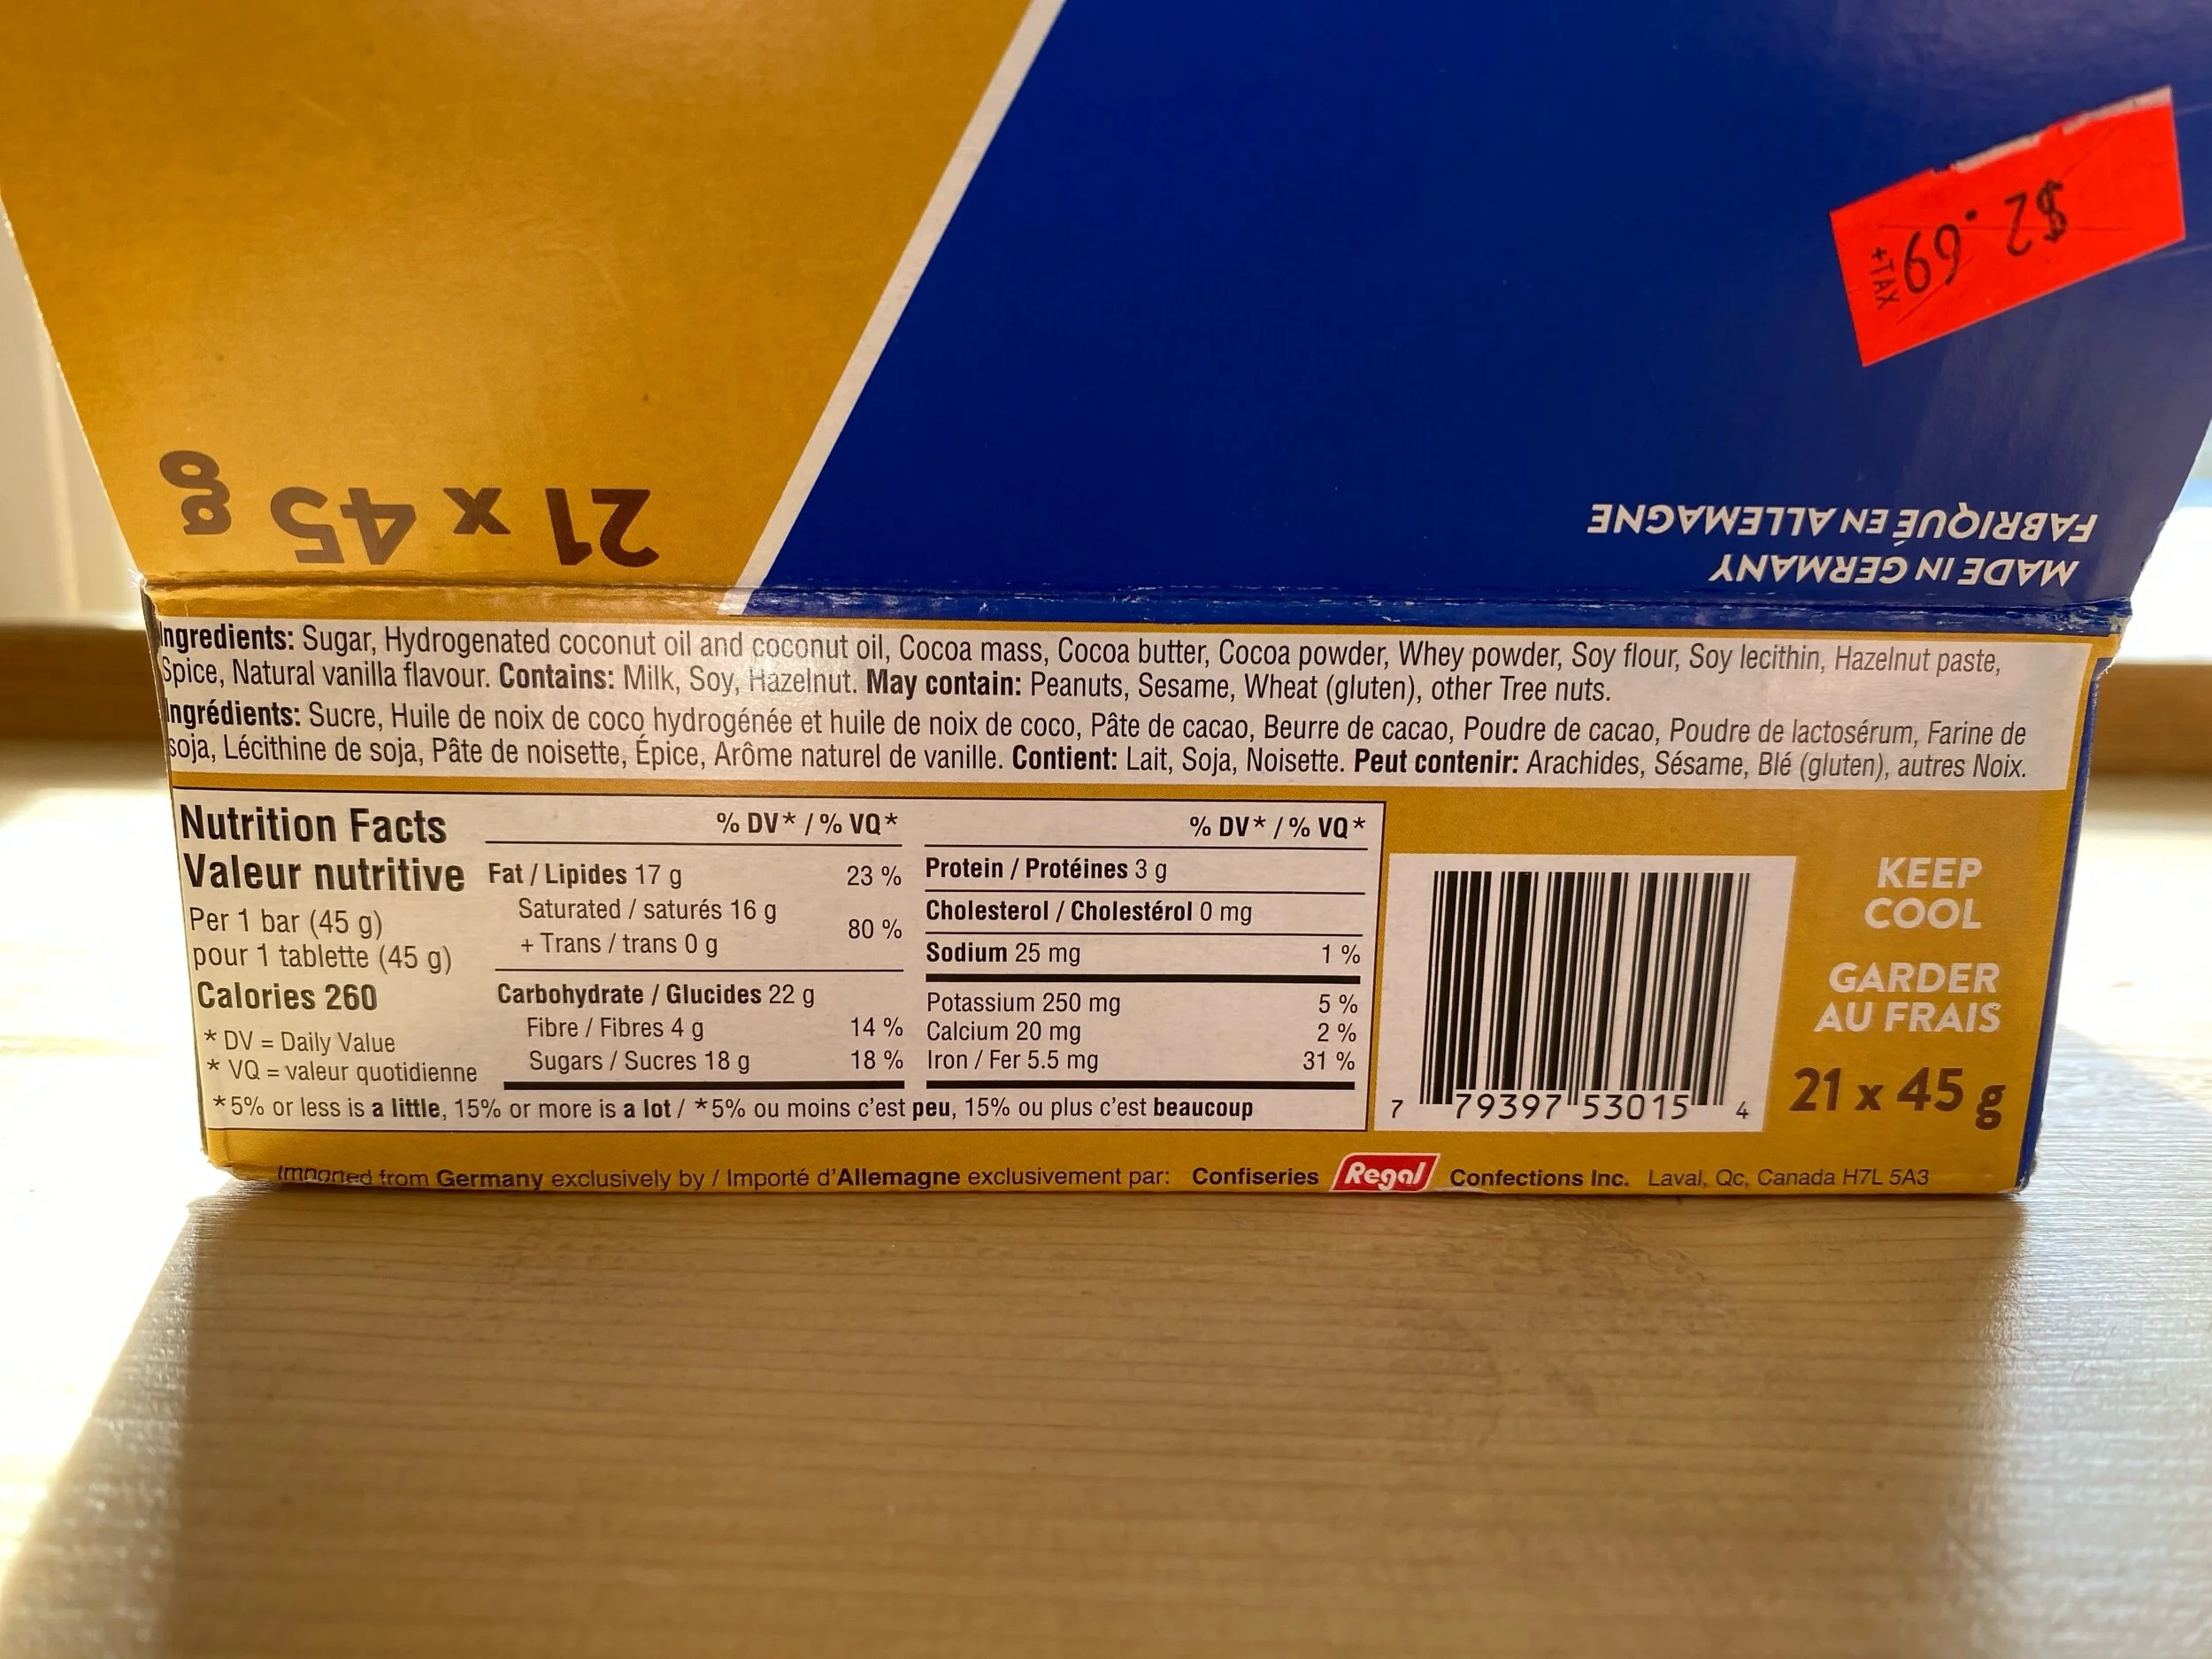 $2.69
+TAX
21 x 45 g
MADE IN GERMANY
FABRIQUÉ EN ALLEMAGNE
Ingredients: Sugar, Hydrogenated coconut oil and coconut oil, Cocoa mass, Cocoa butter, Cocoa powder, Whey powder, Soy flour, Soy lecithin, Hazelnut paste,
Spice, Natural vanilla flavour. Contains: Milk, Soy, Hazelnut. May contain: Peanuts, Sesame, Wheat (gluten), other Tree nuts.
Ingrédients: Sucre, Huile de noix de coco hydrogénée et huile de noix de coco, Pâte de cacao, Beurre de cacao, Poudre de cacao, Poudre de lactosérum, Farine de
soja, Lécithine de soja, Pâte de noisette, Épice, Arôme naturel de vanille. Contient: Lait, Soja, Noisette. Peut contenir: Arachides, Sésame, Blé (gluten), autres Noix.
Nutrition Facts
Valeur nutritive
Per 1 bar (45 g)
pour 1 tablette (45 g)
Calories 260
* DV = Daily Value
* VQ = valeur quotidienne
% DV* / % VQ*
Fat / Lipides 17 g 23 %
Saturated / saturés 16 g
+ Trans / trans 0 g 80 %
Carbohydrate / Glucides 22 g
Fibre / Fibres 4 g 14 %
Sugars / Sucres 18 g 18 %
% DV* / % VQ*
Protein / Protéines 3 g
Cholesterol / Cholestérol 0 mg
Sodium 25 mg 1 %
Potassium 250 mg 5 %
Calcium 20 mg 2 %
Iron / Fer 5.5 mg 31 %
*5% or less is a little, 15% or more is a lot / *5% ou moins c'est peu, 15% ou plus c'est beaucoup
7 79397 53015 4
KEEP
COOL
GARDER
AU FRAIS
21 x 45 g
Imported from Germany exclusively by / Importé d'Allemagne exclusivement par: Confiseries Regal Confections Inc. Laval, Qc, Canada H7L 5A3